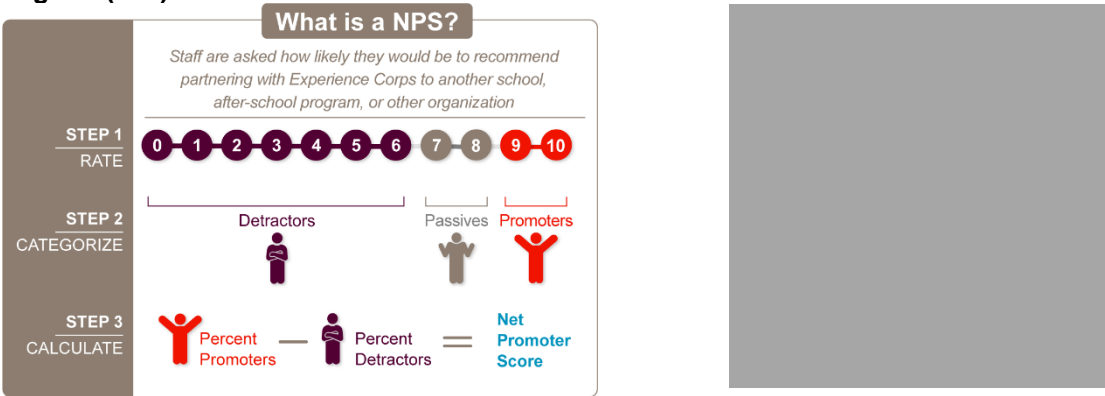 What is a NPS?
Staff are asked how likely they would be to recommend
partnering with Experience Corps to another school,
after-school program, or other organization
STEP 1
RATE
0 1 2 3 4 5 6 7 8 9 10
STEP 2
CATEGORIZE
Detractors Passives Promoters
STEP 3
CALCULATE
Percent
Promoters
Percent
Detractors
Net
Promoter
Score